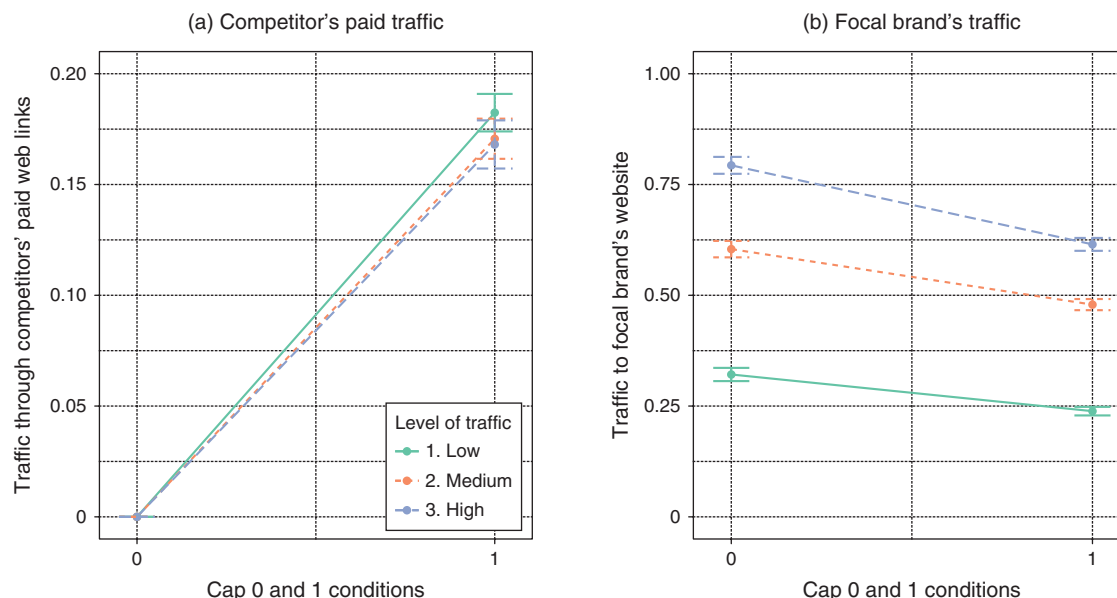 (a) Competitor's paid traffic
Traffic through competitors' paid web links
0.20
0.15
0.10
0.05
0
0
1
Cap 0 and 1 conditions
Level of traffic
1. Low
2. Medium
3. High
(b) Focal brand's traffic
Traffic to focal brand's website
1.00
0.75
0.50
0.25
0
0
1
Cap 0 and 1 conditions